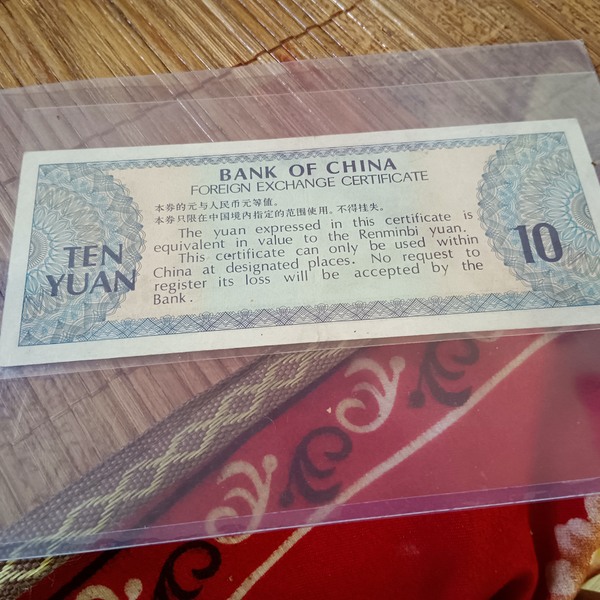 BANK OF CHINA
FOREIGN EXCHANGE CERTIFICATE
本券的元与人民币元等值。
本券只限在中国境内指定的范围使用。不得挂失。
The yuan expressed in this certificate is
equivalent in value to the Renminbi yuan.
This certificate can only be used within
China at designated places. No request to
register its loss will be accepted by the
Bank.
TEN
YUAN
10